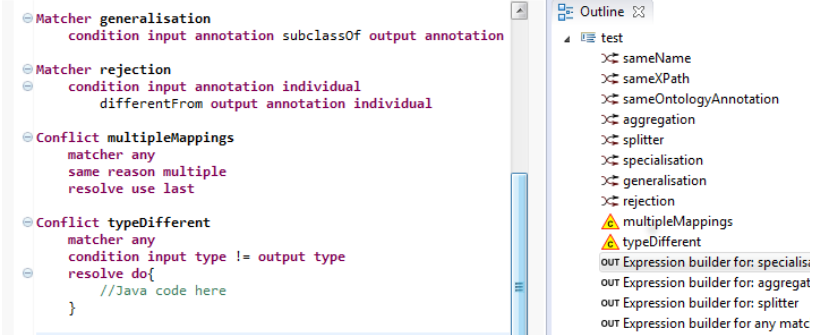 Matcher generalisation
condition input annotation subclassOf output annotation
Matcher rejection
condition input annotation individual
differentFrom output annotation individual
Conflict multipleMappings
matcher any
same reason multiple
resolve use last
Conflict typeDifferent
matcher any
condition input type != output type
resolve do{
//Java code here
}
Outline
test
sameName
sameXPath
sameOntologyAnnotation
aggregation
splitter
specialisation
generalisation
rejection
C multipleMappings
C typeDifferent
OUT Expression builder for: specialisa
OUT Expression builder for: aggregat
OUT Expression builder for: splitter
OUT Expression builder for any matc